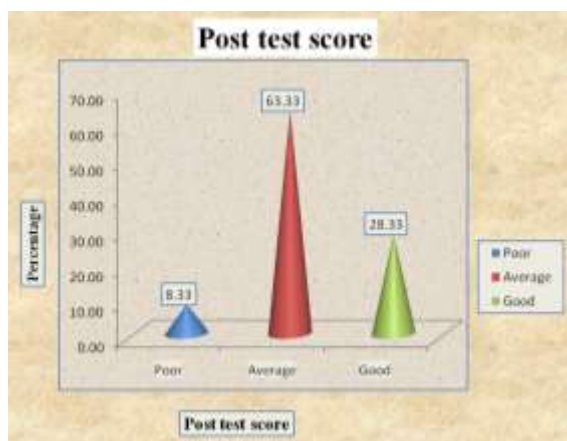 Post test score
70.00
60.00
50.00
40.00
30.00
20.00
10.00
0.00
Percentage
63.33
28.33
8.33
Poor
Average
Good
Poor
Average
Good
Post test score